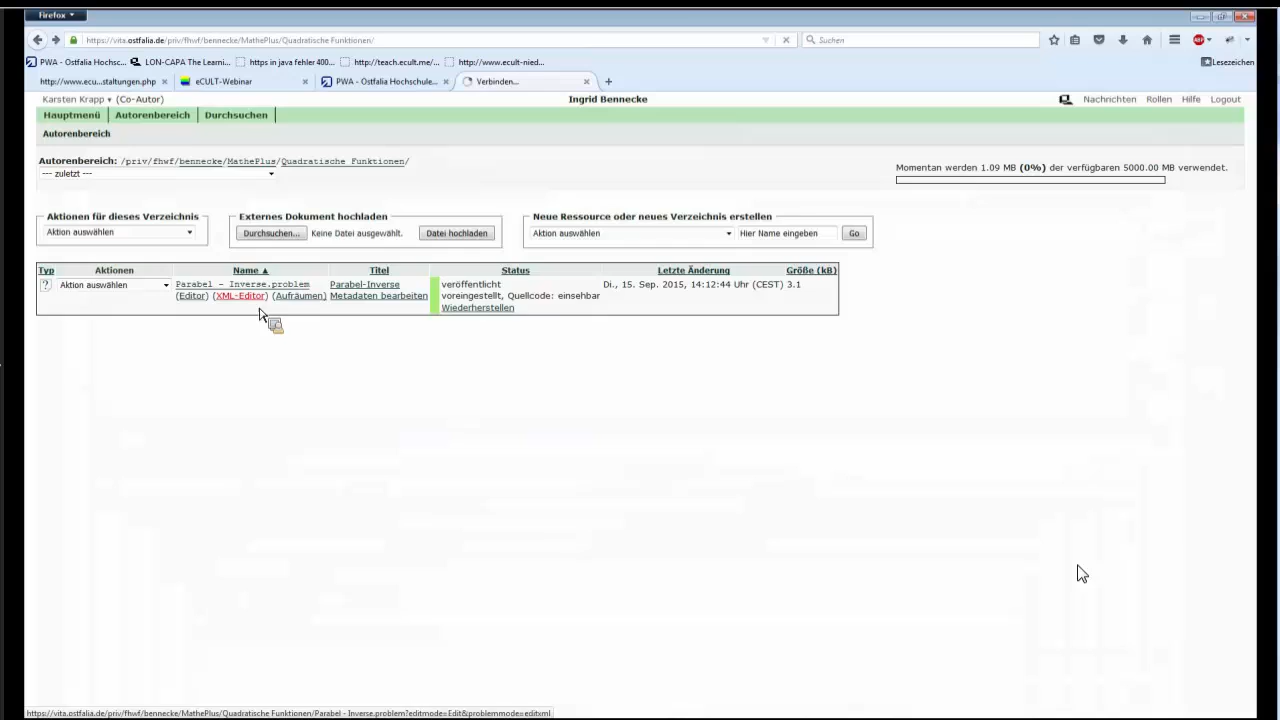 Firefox
https://vita.ostfalia.de/priv/fhwf/bennecke/MathePlus/Quadratische Funktionen/
Suchen
PWA - Ostfalia Hochsc... LON-CAPA The Learni... https in java fehler 400... http://teach.ecult.me/... http://www.ecult-nied... Lesezeichen
http://www.ecu...staltungen.php eCULT-Webinar PWA - Ostfalia Hochschule... Verbinden...
Karsten Krapp (Co-Autor) Ingrid Bennecke Nachrichten Rollen Hilfe Logout
Hauptmenü Autorenbereich Durchsuchen
Autorenbereich
Autorenbereich: /priv/fhwf/bennecke/MathePlus/Quadratische Funktionen/
--- zuletzt ---
Momentan werden 1.09 MB (0%) der verfügbaren 5000.00 MB verwendet.
Aktionen für dieses Verzeichnis Externes Dokument hochladen Neue Ressource oder neues Verzeichnis erstellen
Aktion auswählen Durchsuchen... Keine Datei ausgewählt. Datei hochladen Aktion auswählen Hier Name eingeben Go
Typ Aktionen Name ▲ Titel Status Letzte Änderung Größe (kB)
? Aktion auswählen Parabel - Inverse.problem Parabel-Inverse veröffentlicht Di., 15. Sep. 2015, 14:12:44 Uhr (CEST) 3.1
(Editor) (XML-Editor) (Aufräumen) Metadaten bearbeiten voreingestellt, Quellcode: einsehbar
Wiederherstellen
https://vita.ostfalia.de/priv/fhwf/bennecke/MathePlus/Quadratische Funktionen/Parabel - Inverse.problem?editmode=Edit&problemmode=editxml